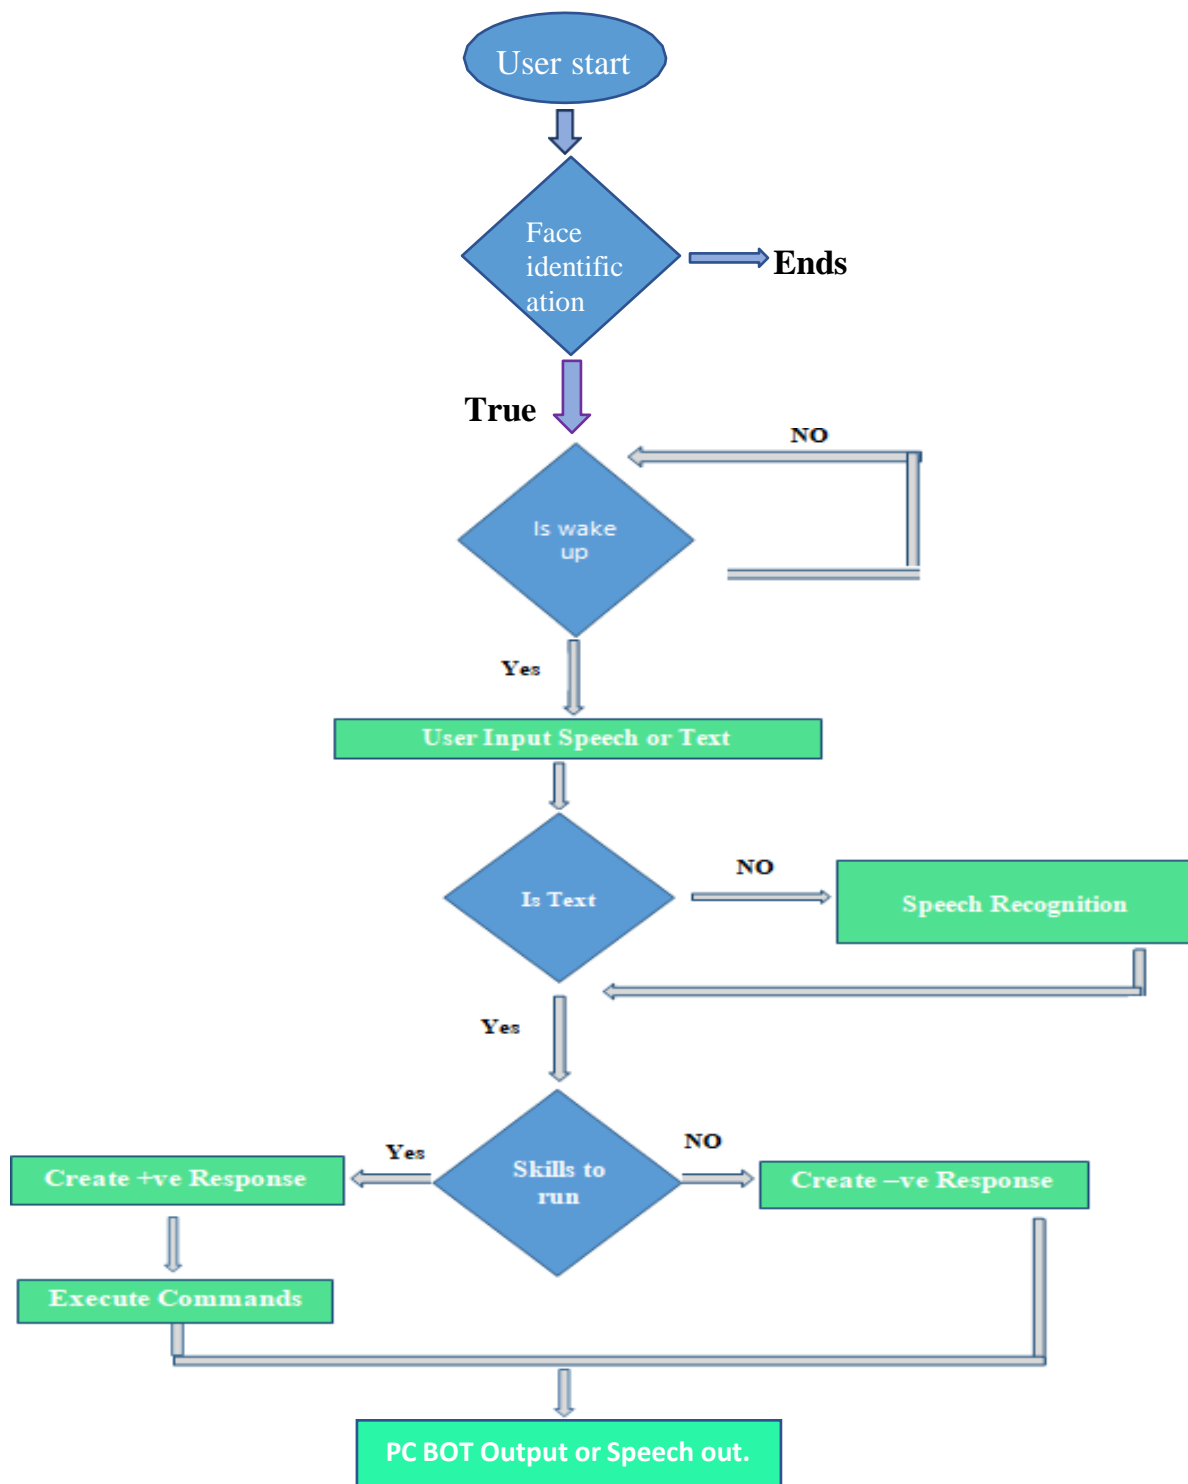 User start
Face
identific
ation
Ends
True
NO
Is wake
up
Yes
User Input Speech or Text
NO
Is Text
Speech Recognition
Yes
Yes
NO
Create +ve Response
Skills to
run
Create –ve Response
Execute Commands
PC BOT Output or Speech out.